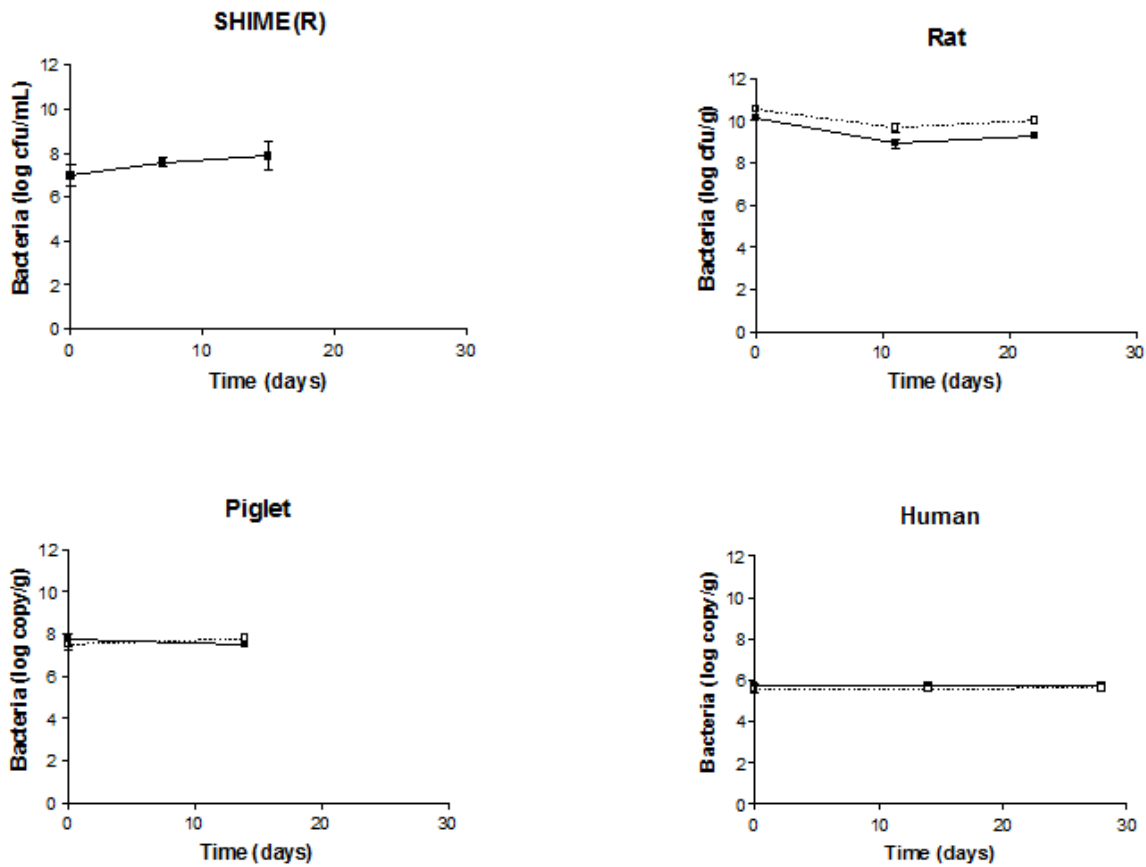 SHIME(R)
Bacteria (log cfu/mL)
12
10
8
6
4
2
0
0 10 20 30
Time (days)
Rat
Bacteria (log cfu/g)
12
10
8
6
4
2
0
0 10 20 30
Time (days)
Piglet
Bacteria (log copy/g)
12
10
8
6
4
2
0
0 10 20 30
Time (days)
Human
Bacteria (log copy/g)
12
10
8
6
4
2
0
0 10 20 30
Time (days)